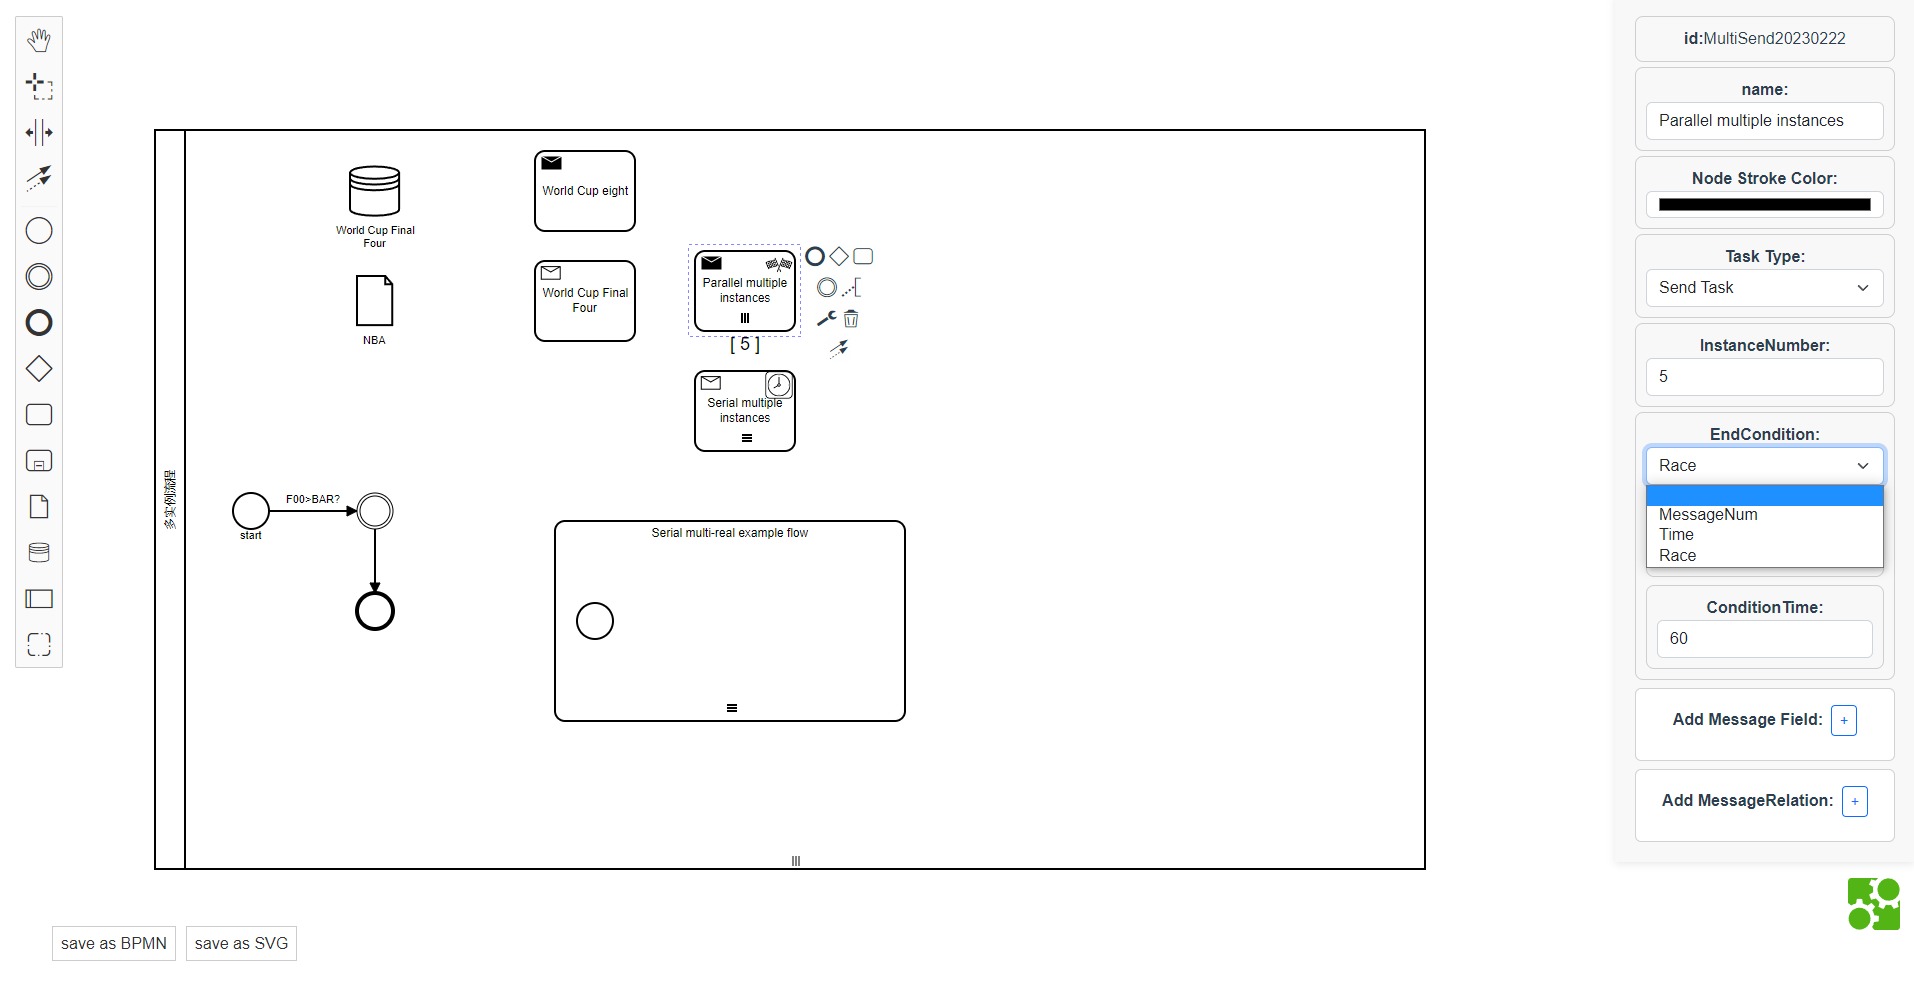 World Cup Final
Four
NBA
World Cup eight
World Cup Final
Four
Parallel multiple
instances
[ 5 ]
Serial multiple
instances
多实例流程
F00>BAR?
start
Serial multi-real example flow
save as BPMN
save as SVG
id:MultiSend20230222
name:
Parallel multiple instances
Node Stroke Color:
Task Type:
Send Task
InstanceNumber:
5
EndCondition:
Race
MessageNum
Time
Race
ConditionTime:
60
Add Message Field: +
Add MessageRelation: +